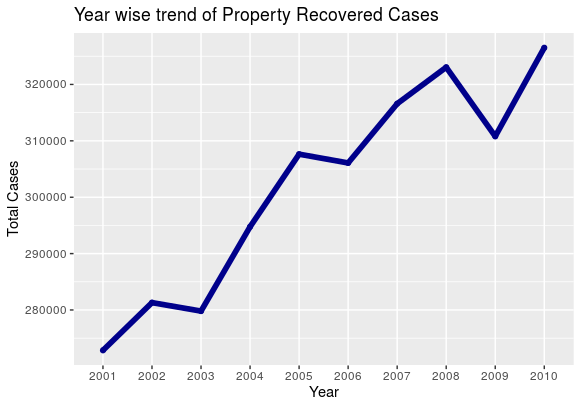 Year wise trend of Property Recovered Cases
Total Cases
320000
310000
300000
290000
280000
2001 2002 2003 2004 2005 2006 2007 2008 2009 2010
Year